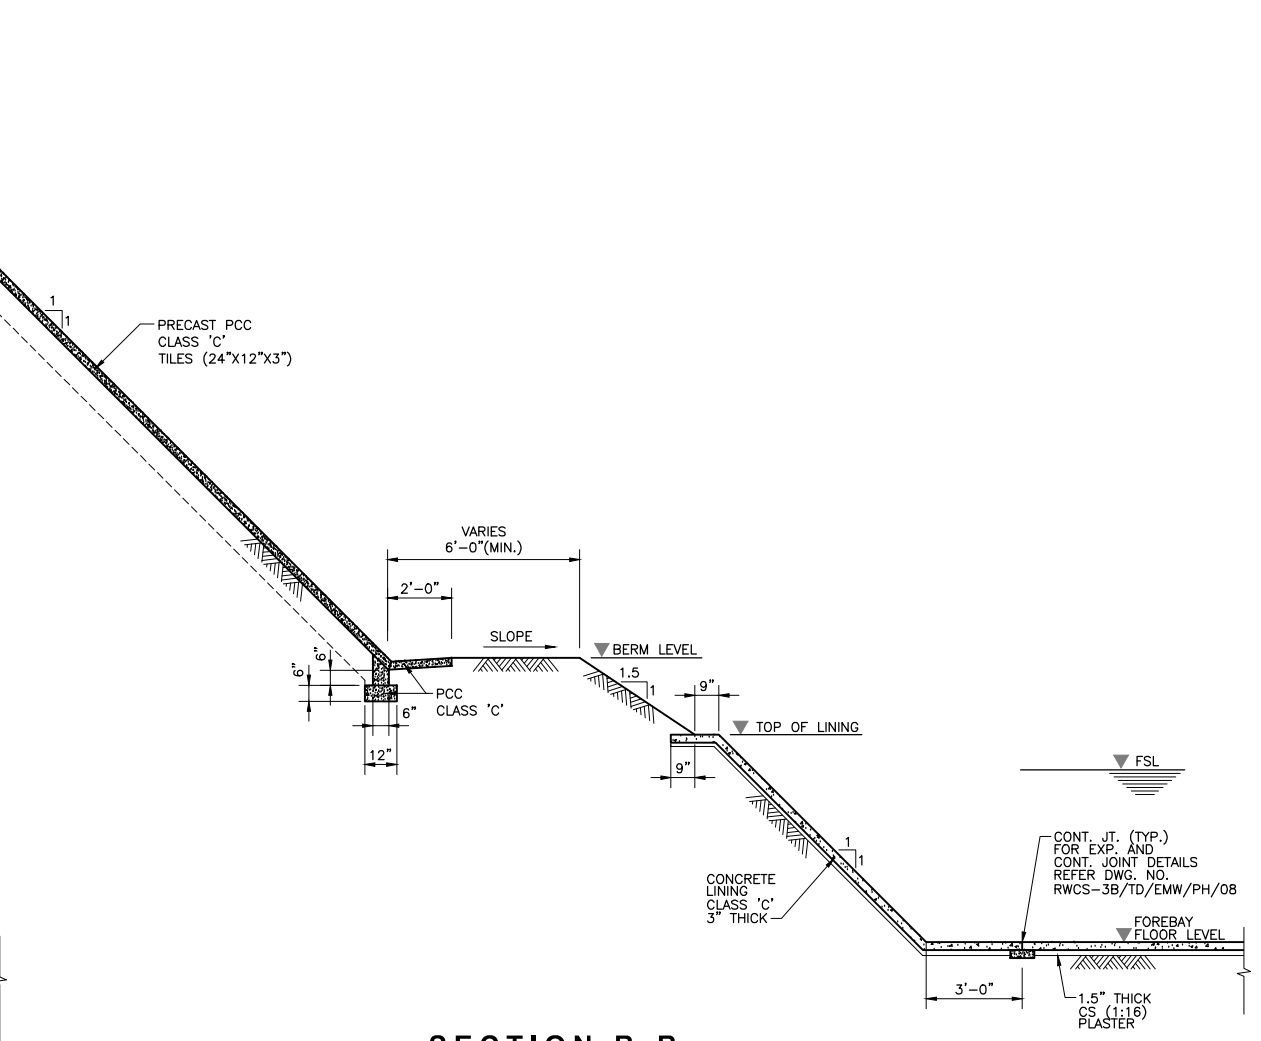 1
1
PRECAST PCC
CLASS 'C'
TILES (24"X12"X3")
VARIES
6'-0"(MIN.)
2'-0"
SLOPE
BERM LEVEL
6"
6"
1.5
1
PCC
CLASS 'C'
6"
12"
9"
TOP OF LINING
9"
FSL
1
1
CONCRETE
LINING
CLASS 'C'
3" THICK
CONT. JT. (TYP.)
FOR EXP. AND
CONT. JOINT DETAILS
REFER DWG. NO.
RWCS-3B/TD/EMW/PH/08
FOREBAY
FLOOR LEVEL
3'-0"
1.5" THICK
CS (1:16)
PLASTER